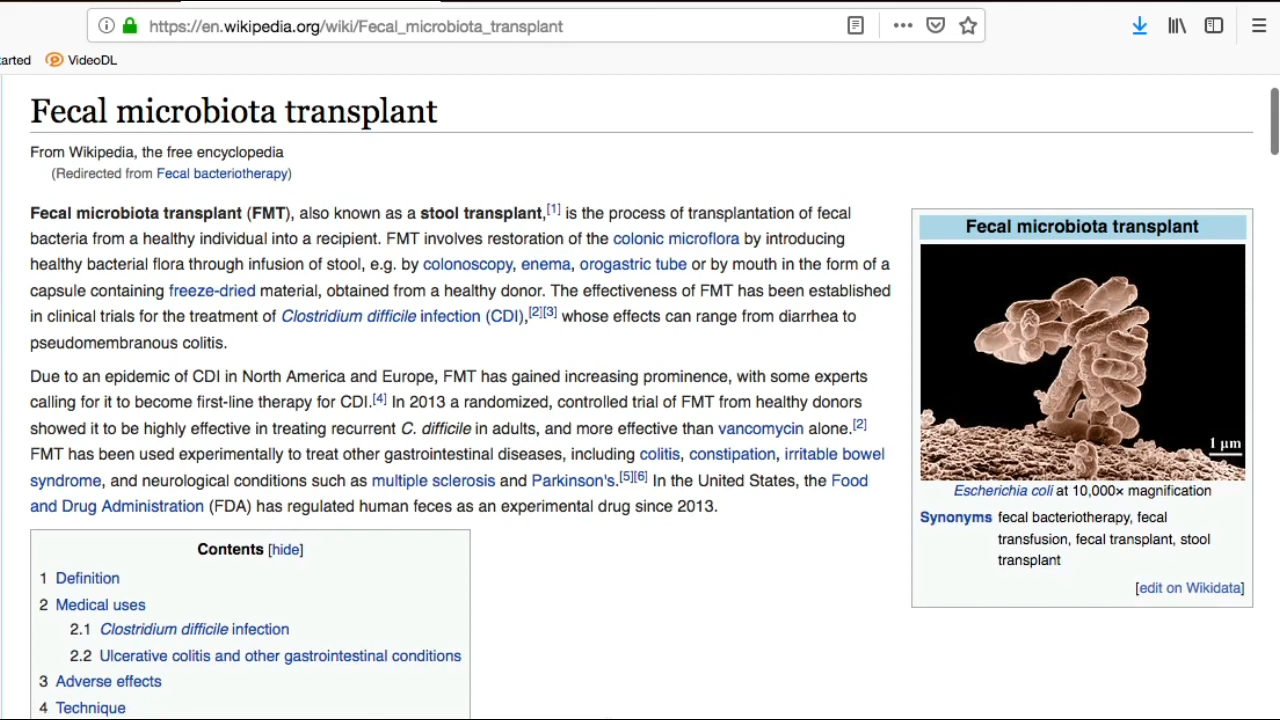 https://en.wikipedia.org/wiki/Fecal_microbiota_transplant
arted VideoDL
Fecal microbiota transplant
From Wikipedia, the free encyclopedia
(Redirected from Fecal bacteriotherapy)
Fecal microbiota transplant (FMT), also known as a stool transplant,[1] is the process of transplantation of fecal
bacteria from a healthy individual into a recipient. FMT involves restoration of the colonic microflora by introducing
healthy bacterial flora through infusion of stool, e.g. by colonoscopy, enema, orogastric tube or by mouth in the form of a
capsule containing freeze-dried material, obtained from a healthy donor. The effectiveness of FMT has been established
in clinical trials for the treatment of Clostridium difficile infection (CDI),[2][3] whose effects can range from diarrhea to
pseudomembranous colitis.
Due to an epidemic of CDI in North America and Europe, FMT has gained increasing prominence, with some experts
calling for it to become first-line therapy for CDI.[4] In 2013 a randomized, controlled trial of FMT from healthy donors
showed it to be highly effective in treating recurrent C. difficile in adults, and more effective than vancomycin alone.[2]
FMT has been used experimentally to treat other gastrointestinal diseases, including colitis, constipation, irritable bowel
syndrome, and neurological conditions such as multiple sclerosis and Parkinson's.[5][6] In the United States, the Food
and Drug Administration (FDA) has regulated human feces as an experimental drug since 2013.
Contents [hide]
1 Definition
2 Medical uses
2.1 Clostridium difficile infection
2.2 Ulcerative colitis and other gastrointestinal conditions
3 Adverse effects
4 Technique
Fecal microbiota transplant
1 µm
Escherichia coli at 10,000× magnification
Synonyms fecal bacteriotherapy, fecal
transfusion, fecal transplant, stool
transplant
[edit on Wikidata]